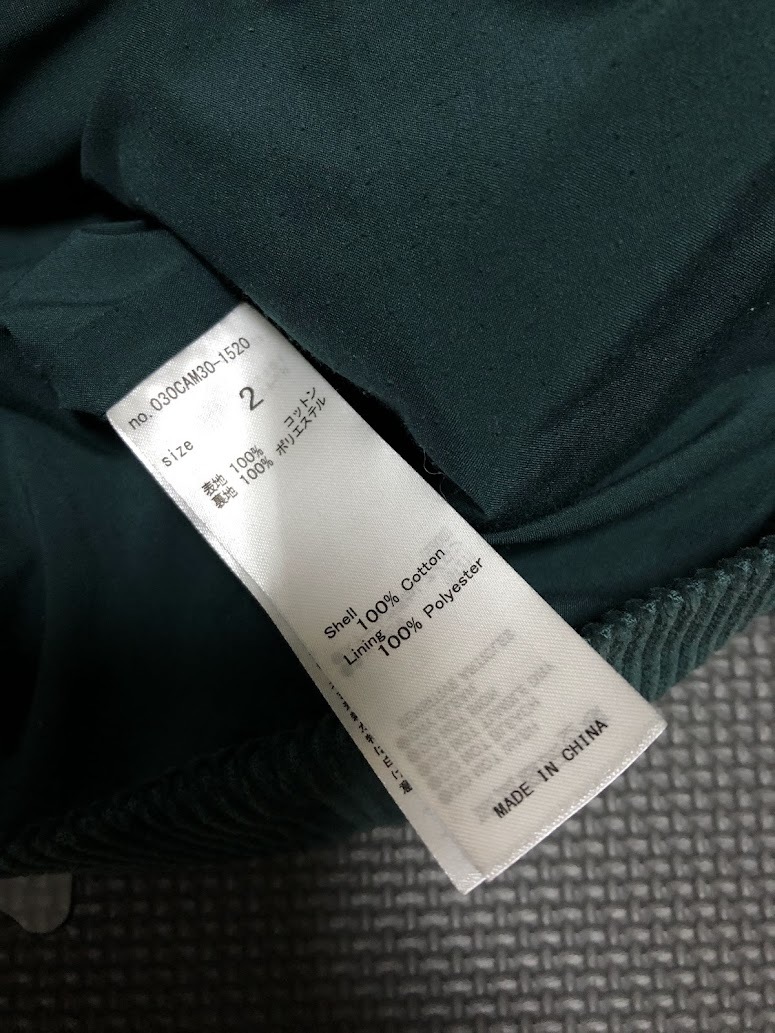 no.030CAM30-1520
size 2
表地 100% コットン
裏地 100% ポリエステル
Shell
100% Cotton
Lining
100% Polyester
MADE IN CHINA